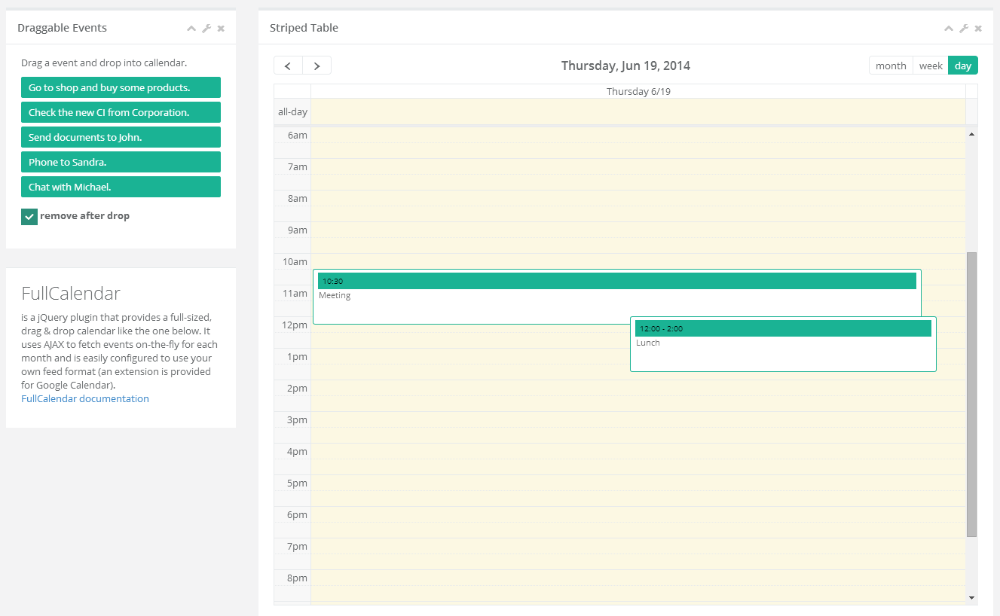 Draggable Events
Drag a event and drop into callendar.
Go to shop and buy some products.
Check the new CI from Corporation.
Send documents to John.
Phone to Sandra.
Chat with Michael.
remove after drop
FullCalendar
is a jQuery plugin that provides a full-sized,
drag & drop calendar like the one below. It
uses AJAX to fetch events on-the-fly for each
month and is easily configured to use your
own feed format (an extension is provided
for Google Calendar).
FullCalendar documentation
Striped Table
Thursday, Jun 19, 2014
month week day
Thursday 6/19
all-day
6am
7am
8am
9am
10am
10:30
11am
Meeting
12pm
12:00 - 2:00
Lunch
1pm
2pm
3pm
4pm
5pm
6pm
7pm
8pm